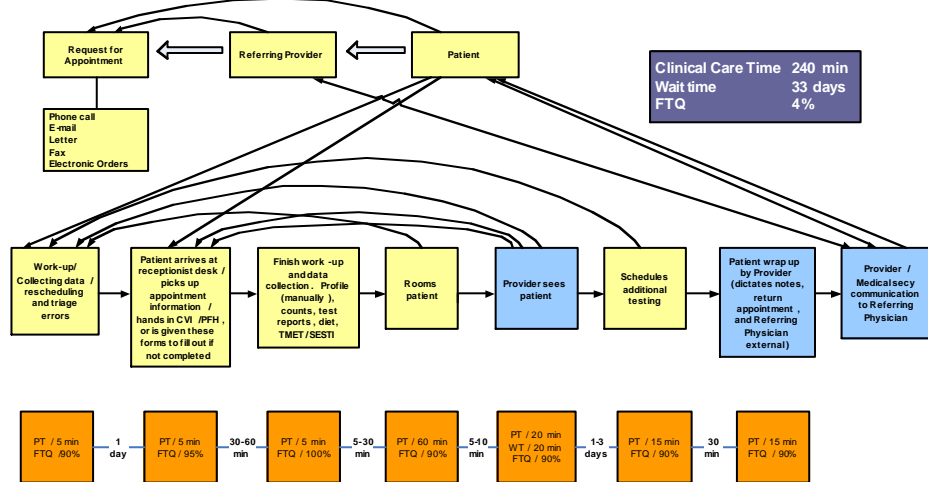 Request for
Appointment
Referring Provider
Patient
Clinical Care Time 240 min
Wait time 33 days
FTQ 4%
Phone call
E-mail
Letter
Fax
Electronic Orders
Work-up/
Collecting data /
rescheduling
and triage
errors
Patient arrives at
receptionist desk /
picks up
appointment
information /
hands in CVI /PFH ,
or is given these
forms to fill out if
not completed
Finish work -up
and data
collection . Profile
(manually ),
counts, test
reports , diet,
TMET /SESTI
Rooms
patient
Provider sees
patient
Schedules
additional
testing
Patient wrap up
by Provider
(dictates notes,
return
appointment ,
and Referring
Physician
external)
Provider /
Medical secy
communication
to Referring
Physician
PT / 5 min
FTQ /90%
1
day
PT / 5 min
FTQ / 95%
30-60
min
PT / 5 min
FTQ / 100%
5-30
min
PT / 60 min
FTQ / 90%
5-10
min
PT / 20 min
WT / 20 min
FTQ / 90%
1-3
days
PT / 15 min
FTQ / 90%
30
min
PT / 15 min
FTQ / 90%